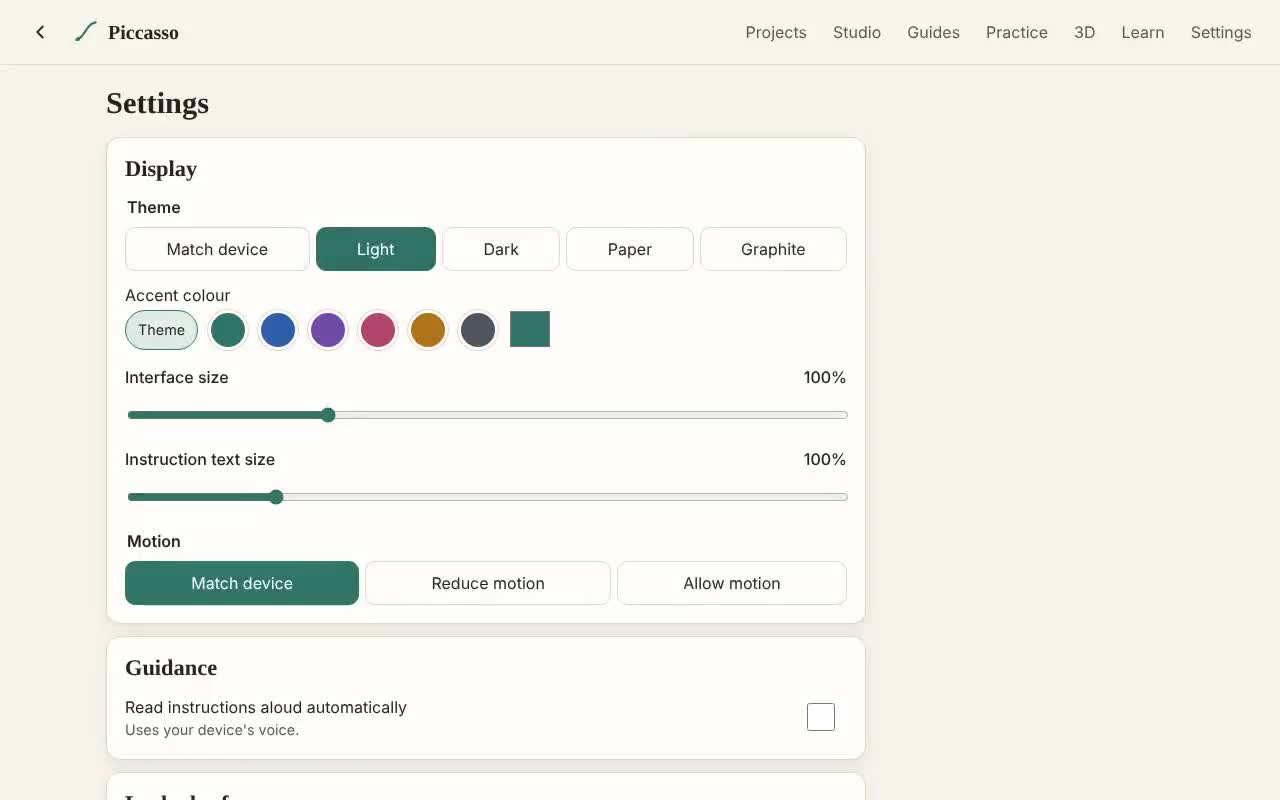 Piccasso
Projects Studio Guides Practice 3D Learn Settings
Settings
Display
Theme
Match device Light Dark Paper Graphite
Accent colour
Theme
Interface size 100%
Instruction text size 100%
Motion
Match device Reduce motion Allow motion
Guidance
Read instructions aloud automatically
Uses your device's voice.